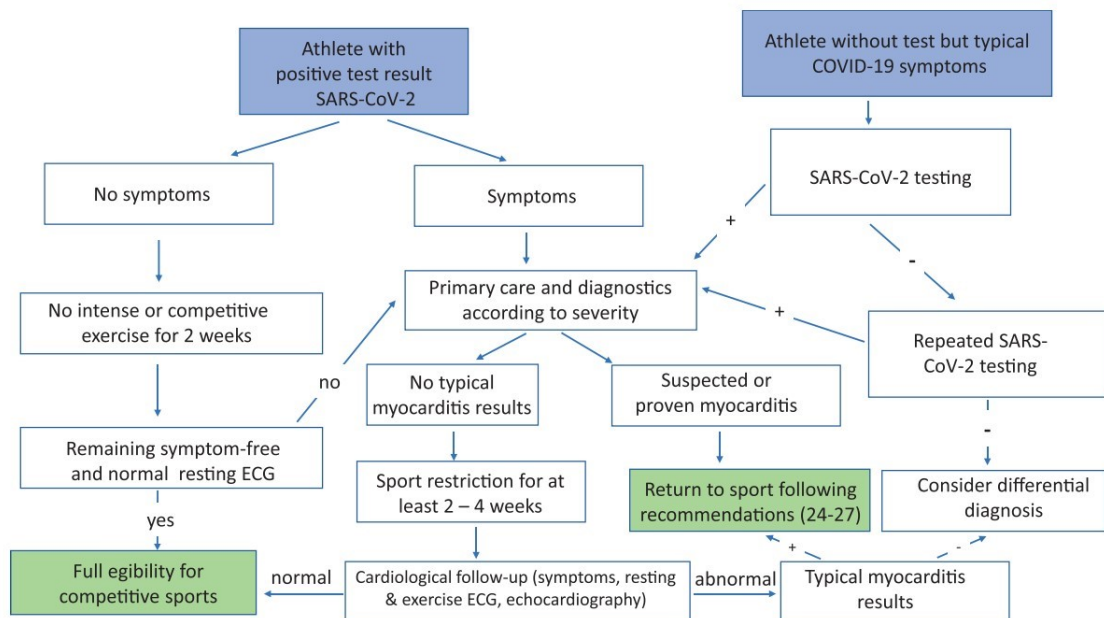 Athlete with
positive test result
SARS-CoV-2
Athlete without test but typical
COVID-19 symptoms
No symptoms
Symptoms
SARS-CoV-2 testing
+
-
No intense or competitive
exercise for 2 weeks
Primary care and diagnostics
according to severity
+
Repeated SARS-
CoV-2 testing
no
No typical
myocarditis results
Suspected or
proven myocarditis
-
Remaining symptom-free
and normal resting ECG
Sport restriction for at
least 2 – 4 weeks
Return to sport following
recommendations (24-27)
Consider differential
diagnosis
yes
+
-
Full egibility for
competitive sports
normal
Cardiological follow-up (symptoms, resting
& exercise ECG, echocardiography)
abnormal
Typical myocarditis
results